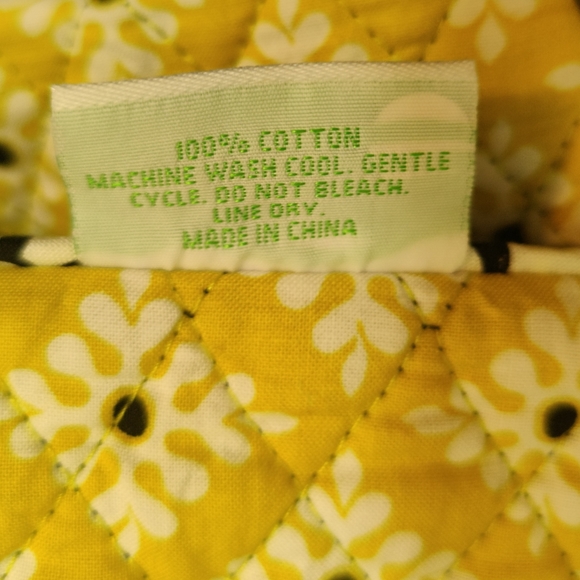 100% COTTON
MACHINE WASH COOL. GENTLE
CYCLE. DO NOT BLEACH.
LINE DRY.
MADE IN CHINA